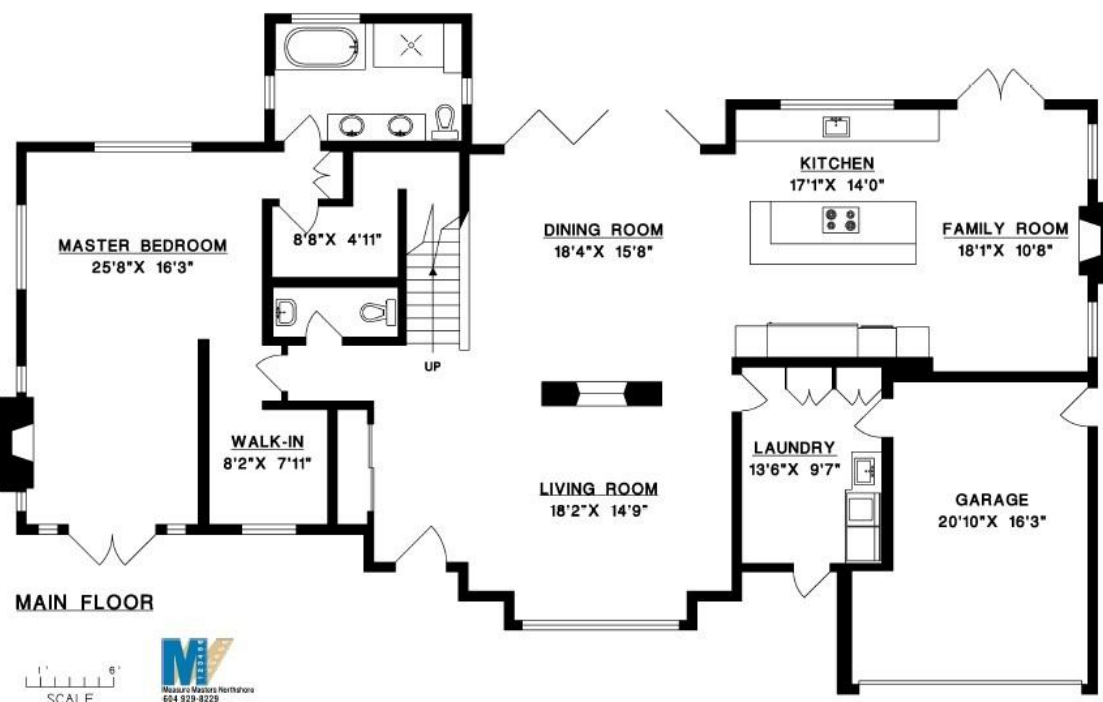 KITCHEN
17'1"X 14'0"
MASTER BEDROOM
25'8"X 16'3"
8'8"X 4'11"
DINING ROOM
18'4"X 15'8"
FAMILY ROOM
18'1"X 10'8"
UP
WALK-IN
8'2"X 7'11"
LAUNDRY
13'6"X 9'7"
LIVING ROOM
18'2"X 14'9"
GARAGE
20'10"X 16'3"
MAIN FLOOR
1' 6'
SCALE
M
123456
Measure Masters Northshore
604 929-8229